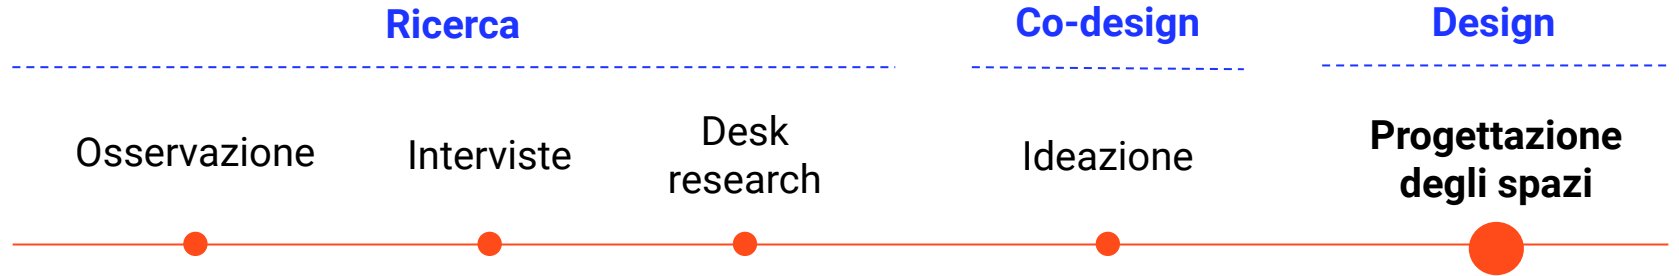 Ricerca
Co-design
Design
Osservazione
Interviste
Desk
research
Ideazione
Progettazione
degli spazi